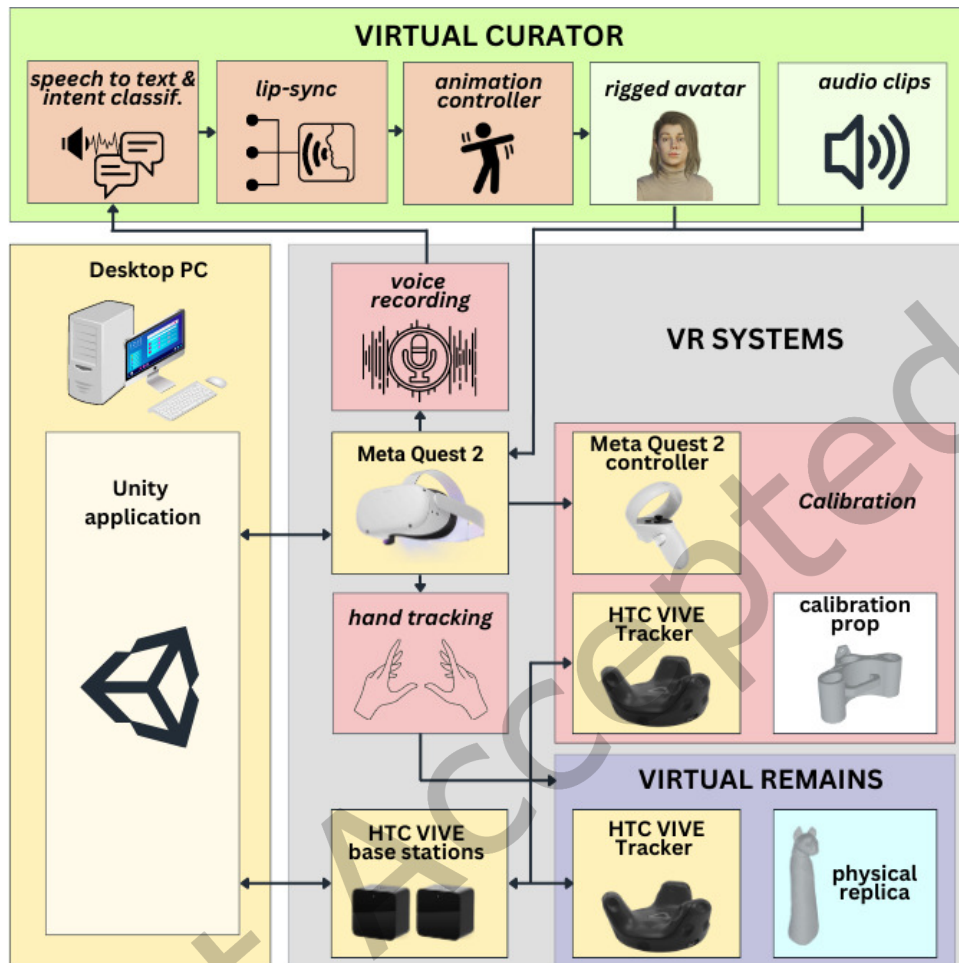 VIRTUAL CURATOR
speech to text &
intent classif.
lip-sync
animation
controller
rigged avatar
audio clips
Desktop PC
voice
recording
VR SYSTEMS
Unity
application
Meta Quest 2
Meta Quest 2
controller
Calibration
hand tracking
HTC VIVE
Tracker
calibration
prop
VIRTUAL REMAINS
HTC VIVE
base stations
HTC VIVE
Tracker
physical
replica
Accepted